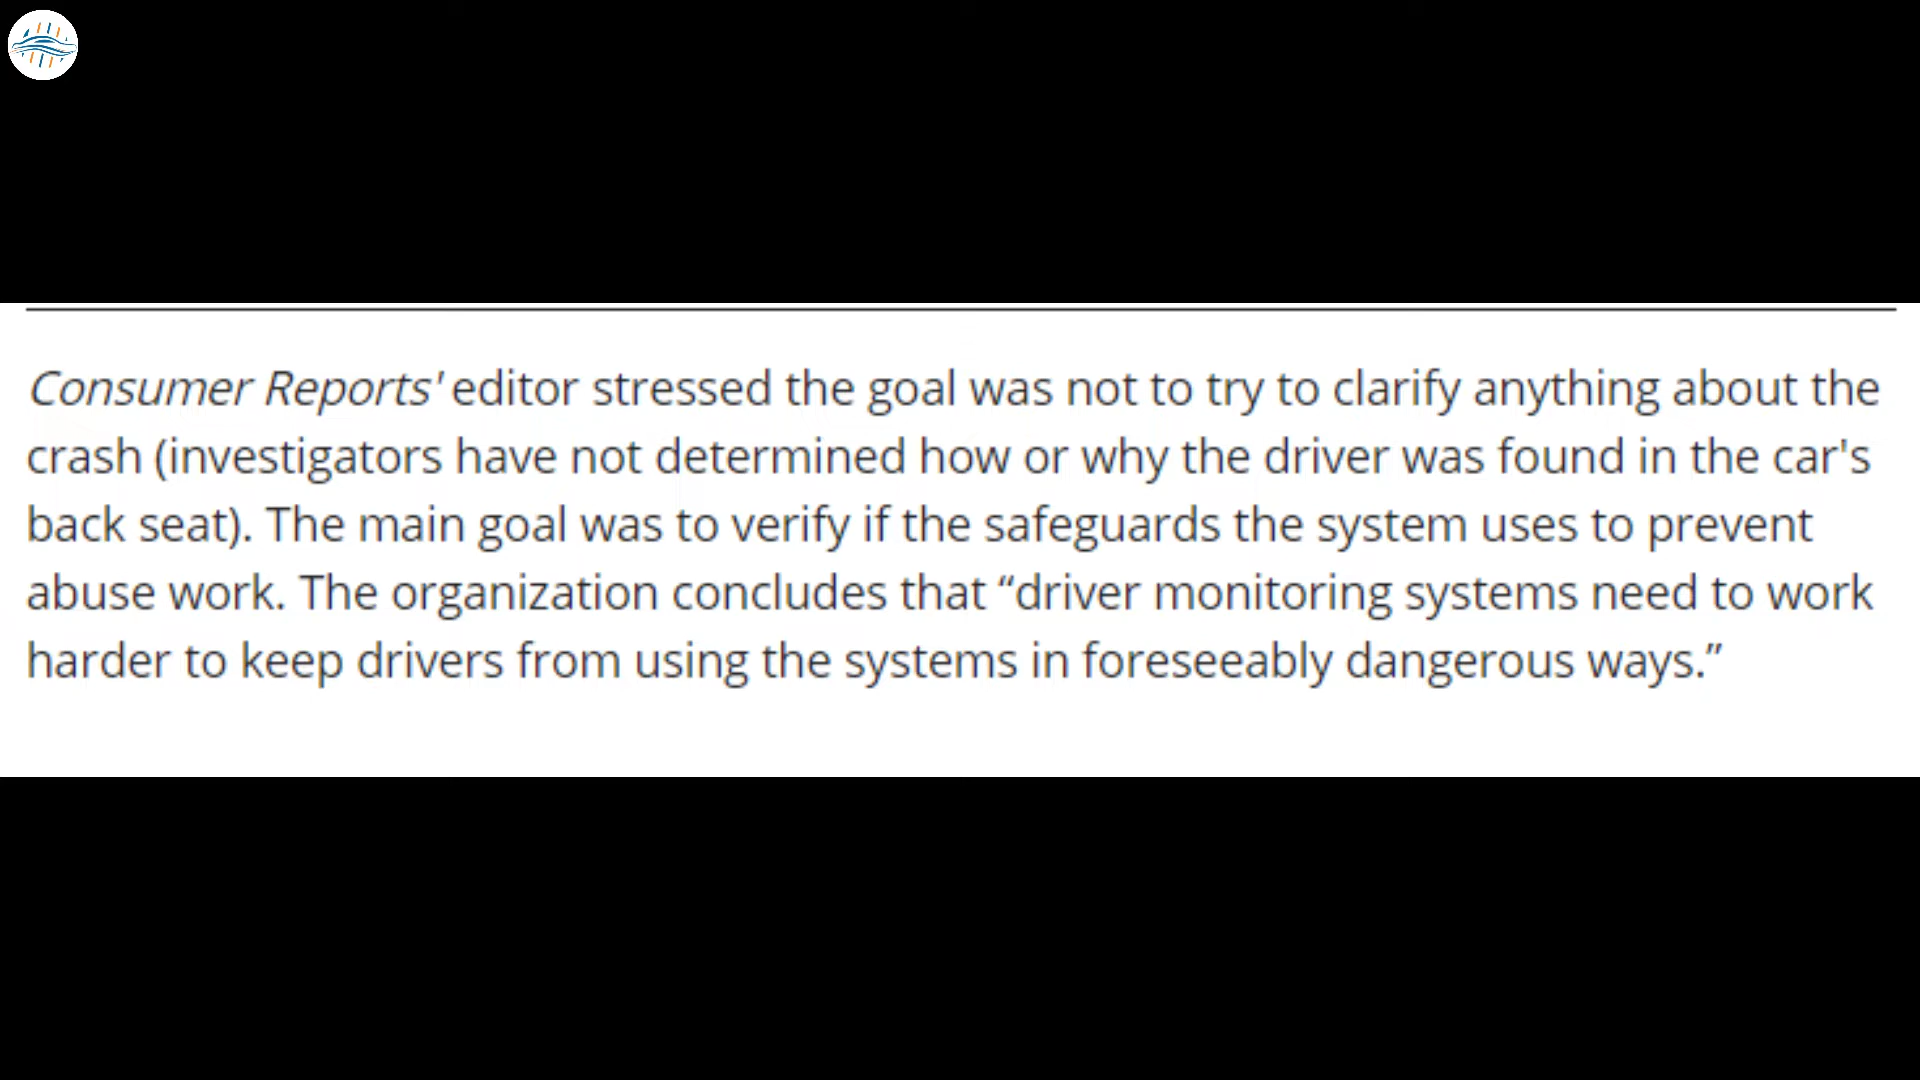 Consumer Reports' editor stressed the goal was not to try to clarify anything about the
crash (investigators have not determined how or why the driver was found in the car's
back seat). The main goal was to verify if the safeguards the system uses to prevent
abuse work. The organization concludes that “driver monitoring systems need to work
harder to keep drivers from using the systems in foreseeably dangerous ways.”